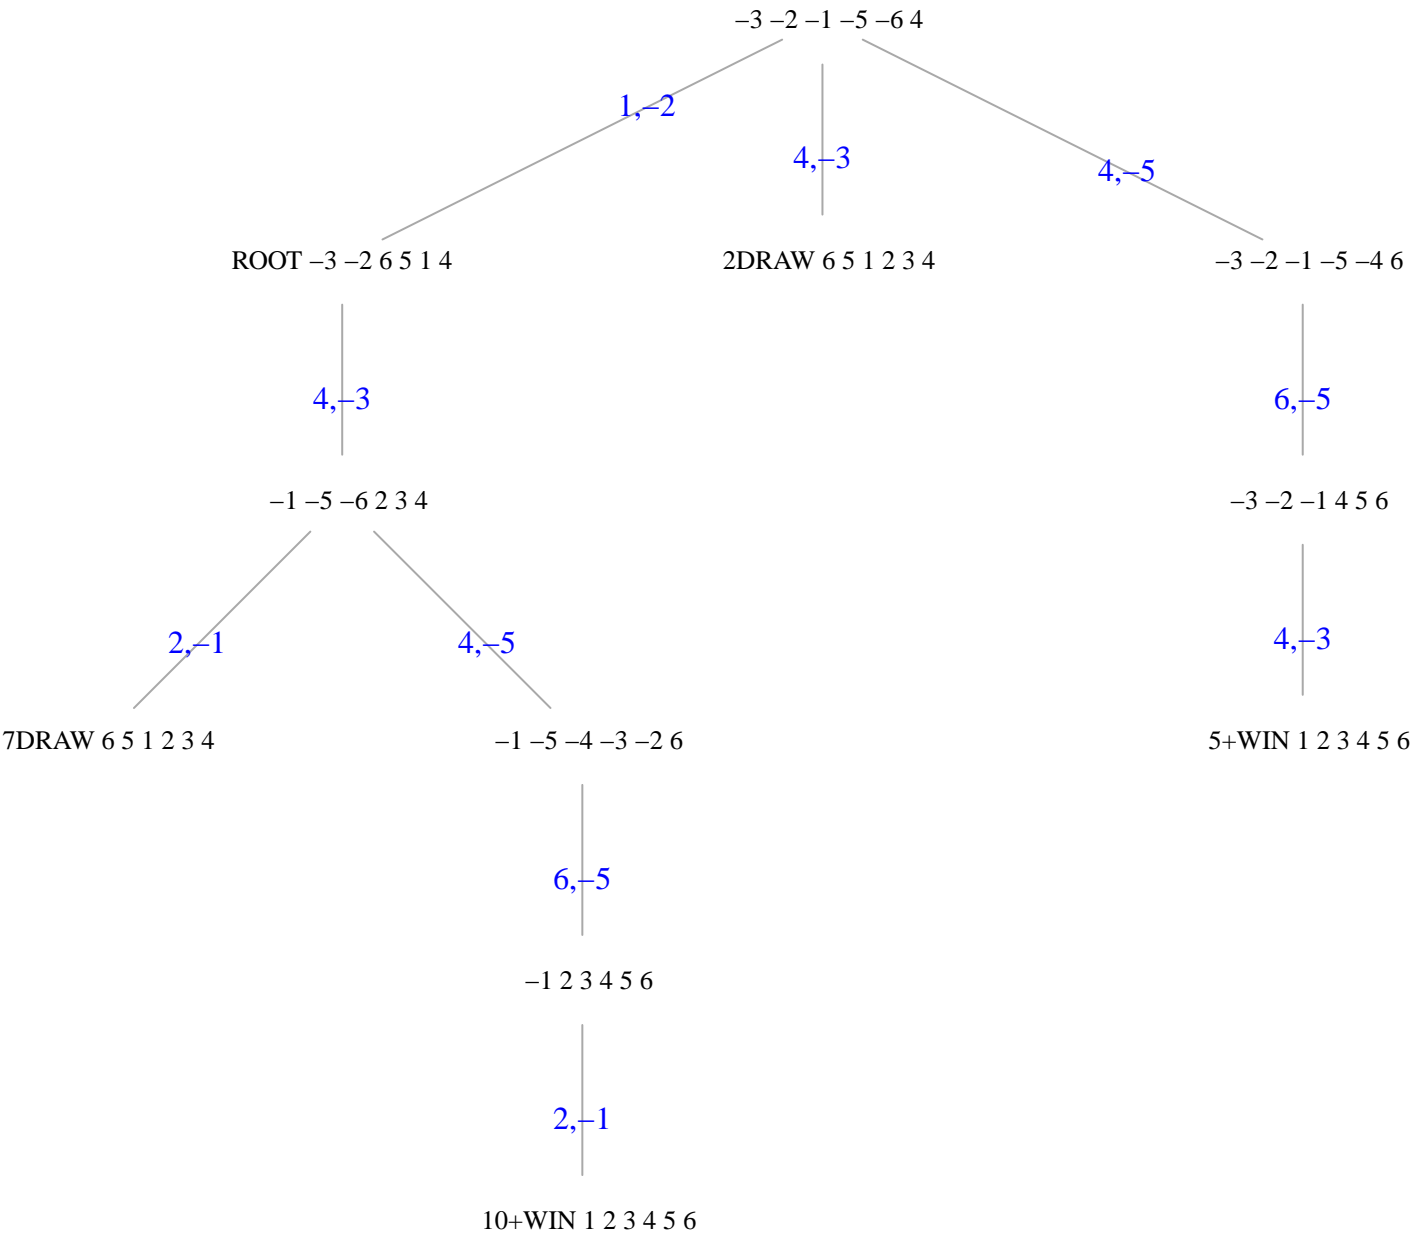 –3 –2 –1 –5 –6 4
1,–2
4,–3
4,–5
ROOT –3 –2 6 5 1 4
2DRAW 6 5 1 2 3 4
–3 –2 –1 –5 –4 6
4,–3
6,–5
–1 –5 –6 2 3 4
–3 –2 –1 4 5 6
2,–1
4,–5
4,–3
7DRAW 6 5 1 2 3 4
–1 –5 –4 –3 –2 6
5+WIN 1 2 3 4 5 6
6,–5
–1 2 3 4 5 6
2,–1
10+WIN 1 2 3 4 5 6